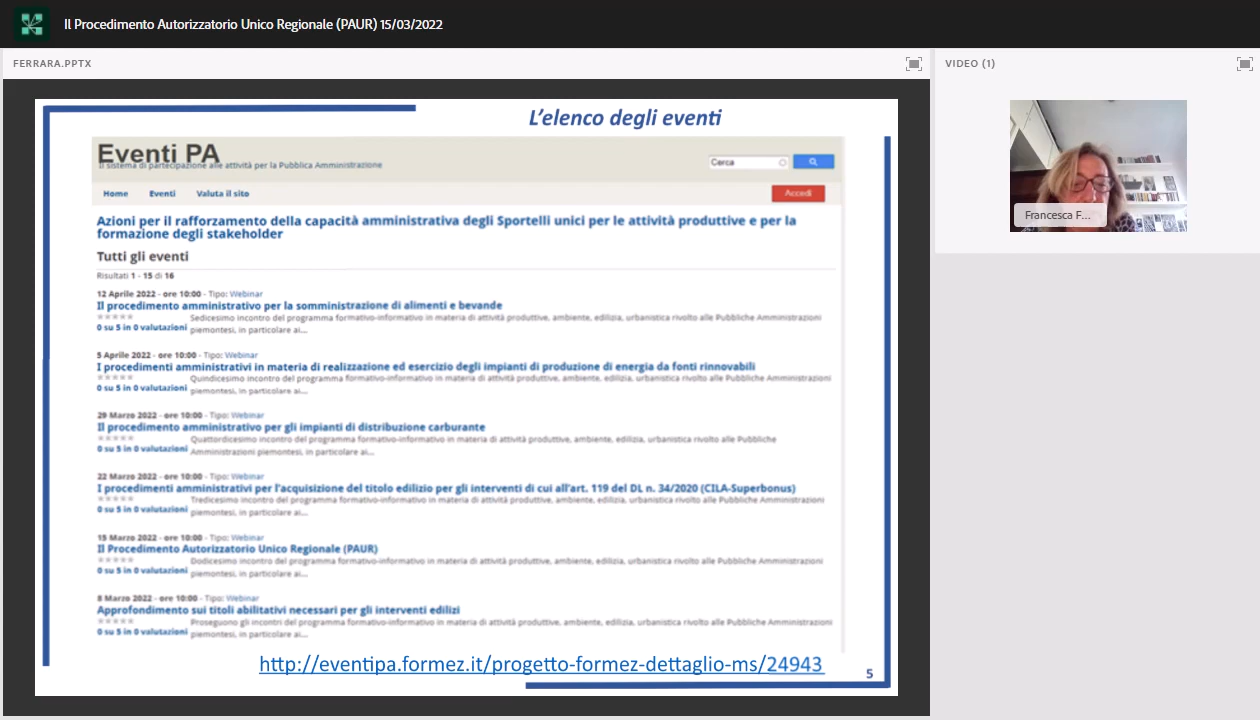 Il Procedimento Autorizzatorio Unico Regionale (PAUR) 15/03/2022
FERRARA.PPTX
VIDEO (1)
L'elenco degli eventi
Eventi PA
Il sistema di partecipazione alle attività per la Pubblica Amministrazione
Cerca
Home Eventi Valuta il sito
Accedi
Azioni per il rafforzamento della capacità amministrativa degli Sportelli unici per le attività produttive e per la
formazione degli stakeholder
Tutti gli eventi
Risultati 1 - 15 di 16
12 Aprile 2022 - ore 10:00 - Tipo: Webinar
Il procedimento amministrativo per la somministrazione di alimenti e bevande
Sedicesimo incontro del programma formativo-informativo in materia di attività produttive, ambiente, edilizia, urbanistica rivolto alle Pubbliche Amministrazioni
0 su 5 in 0 valutazioni piemontesi, in particolare ai...
5 Aprile 2022 - ore 10:00 - Tipo: Webinar
I procedimenti amministrativi in materia di realizzazione ed esercizio degli impianti di produzione di energia da fonti rinnovabili
Quindicesimo incontro del programma formativo-informativo in materia di attività produttive, ambiente, edilizia, urbanistica rivolto alle Pubbliche Amministrazioni
0 su 5 in 0 valutazioni piemontesi, in particolare ai...
29 Marzo 2022 - ore 10:00 - Tipo: Webinar
Il procedimento amministrativo per gli impianti di distribuzione carburante
Quattordicesimo incontro del programma formativo-informativo in materia di attività produttive, ambiente, edilizia, urbanistica rivolto alle Pubbliche
0 su 5 in 0 valutazioni Amministrazioni piemontesi, in particolare ai...
22 Marzo 2022 - ore 10:00 - Tipo: Webinar
I procedimenti amministrativi per l'acquisizione del titolo edilizio per gli interventi di cui all'art. 119 del DL n. 34/2020 (CILA-Superbonus)
Tredicesimo incontro del programma formativo-informativo in materia di attività produttive, ambiente, edilizia, urbanistica rivolto alle Pubbliche Amministrazioni
0 su 5 in 0 valutazioni piemontesi, in particolare ai...
15 Marzo 2022 - ore 10:00 - Tipo: Webinar
Il Procedimento Autorizzatorio Unico Regionale (PAUR)
Dodicesimo incontro del programma formativo-informativo in materia di attività produttive, ambiente, edilizia, urbanistica rivolto alle Pubbliche Amministrazioni
0 su 5 in 0 valutazioni piemontesi, in particolare ai...
8 Marzo 2022 - ore 10:00 - Tipo: Webinar
Approfondimento sui titoli abilitativi necessari per gli interventi edilizi
Proseguono gli incontri del programma formativo-informativo in materia di attività produttive, ambiente, edilizia, urbanistica rivolto alle Pubbliche Amministrazioni
0 su 5 in 0 valutazioni piemontesi, in particolare ai...
http://eventipa.formez.it/progetto-formez-dettaglio-ms/24943
5
Francesca F...